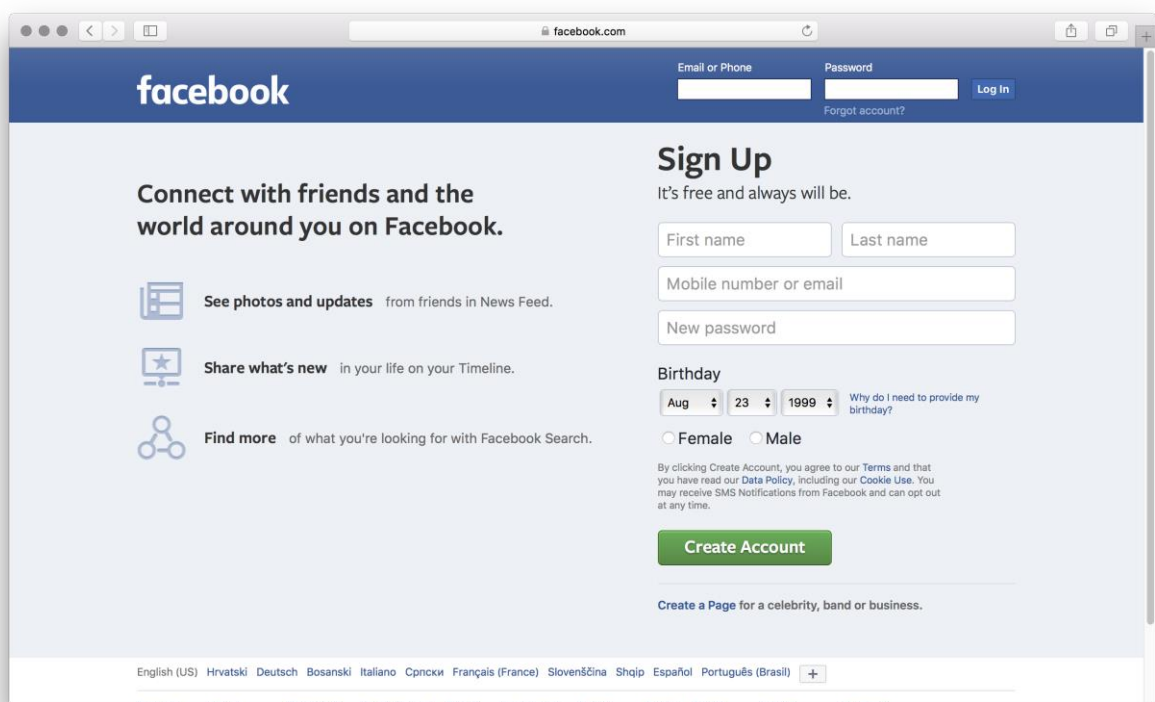 facebook.com
facebook
Email or Phone
Password
Log In
Forgot account?
Connect with friends and the
world around you on Facebook.
See photos and updates from friends in News Feed.
Share what's new in your life on your Timeline.
Find more of what you're looking for with Facebook Search.
Sign Up
It's free and always will be.
First name
Last name
Mobile number or email
New password
Birthday
Aug 23 1999
Why do I need to provide my
birthday?
Female Male
By clicking Create Account, you agree to our Terms and that
you have read our Data Policy, including our Cookie Use. You
may receive SMS Notifications from Facebook and can opt out
at any time.
Create Account
Create a Page for a celebrity, band or business.
English (US) Hrvatski Deutsch Bosanski Italiano Српски Français (France) Slovenščina Shqip Español Português (Brasil) +